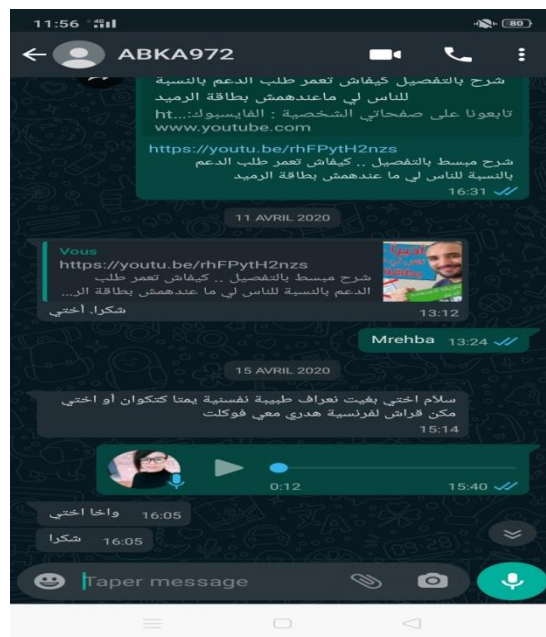 11:56
4G
80
ABKA972
شرح بالتفصيل كيفاش تعمر طلب الدعم بالنسبة
للناس لي ماعندهمش بطاقة الرميد
تابعونا على صفحاتي الشخصية : الفايسبوك:...ht
www.youtube.com
https://youtu.be/rhFPytH2nzs
شرح مبسط بالتفصيل .. كيفاش تعمر طلب الدعم
بالنسبة للناس لي ما عندهمش بطاقة الرميد
16:31
11 AVRIL 2020
Vous
https://youtu.be/rhFPytH2nzs
شرح مبسط بالتفصيل .. كيفاش تعمر طلب
الدعم بالنسبة للناس لي ما عندهمش بطاقة الر...
شكرا. أختي
13:12
Mrehba 13:24
15 AVRIL 2020
سلام اختي بغيت نعراف طبيبة نفسنية يمتا كتكوان أو اختي
مكن قراش لفرنسية هدري معي فوكلت
15:14
0:12 15:40
واخا اختي 16:05
شكرا 16:05
Taper message